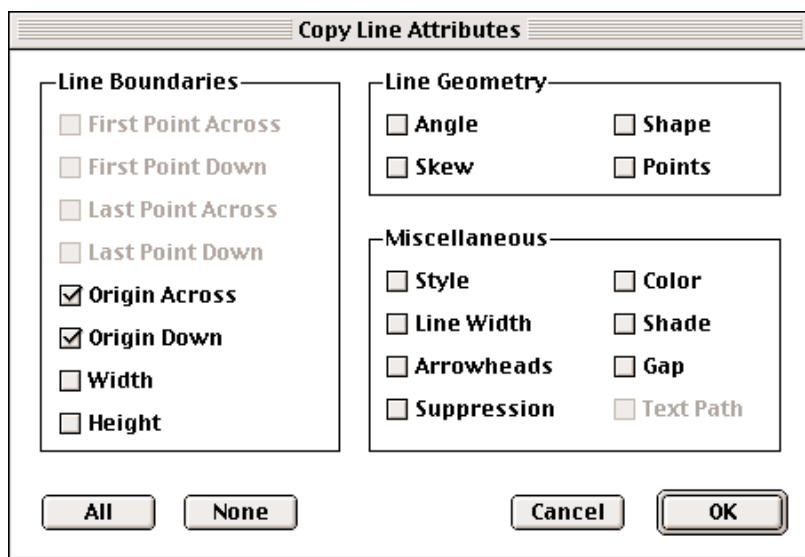 Copy Line Attributes
Line Boundaries
First Point Across
First Point Down
Last Point Across
Last Point Down
Origin Across
Origin Down
Width
Height
Line Geometry
Angle
Shape
Skew
Points
Miscellaneous
Style
Color
Line Width
Shade
Arrowheads
Gap
Suppression
Text Path
All
None
Cancel
OK